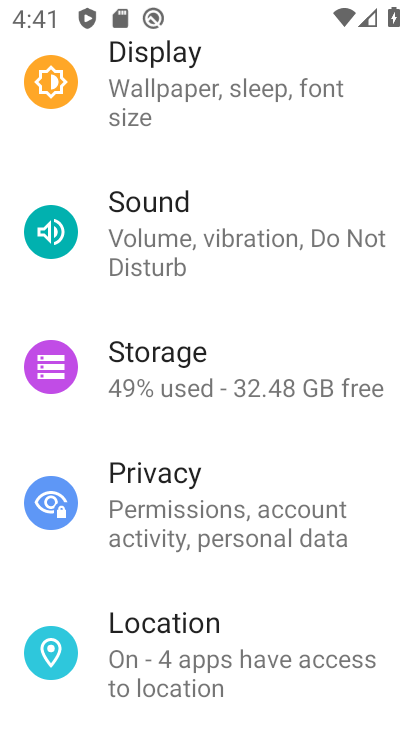 4:41
Display
Wallpaper, sleep, font
size
Sound
Volume, vibration, Do Not
Disturb
Storage
49% used - 32.48 GB free
Privacy
Permissions, account
activity, personal data
Location
On - 4 apps have access
to location